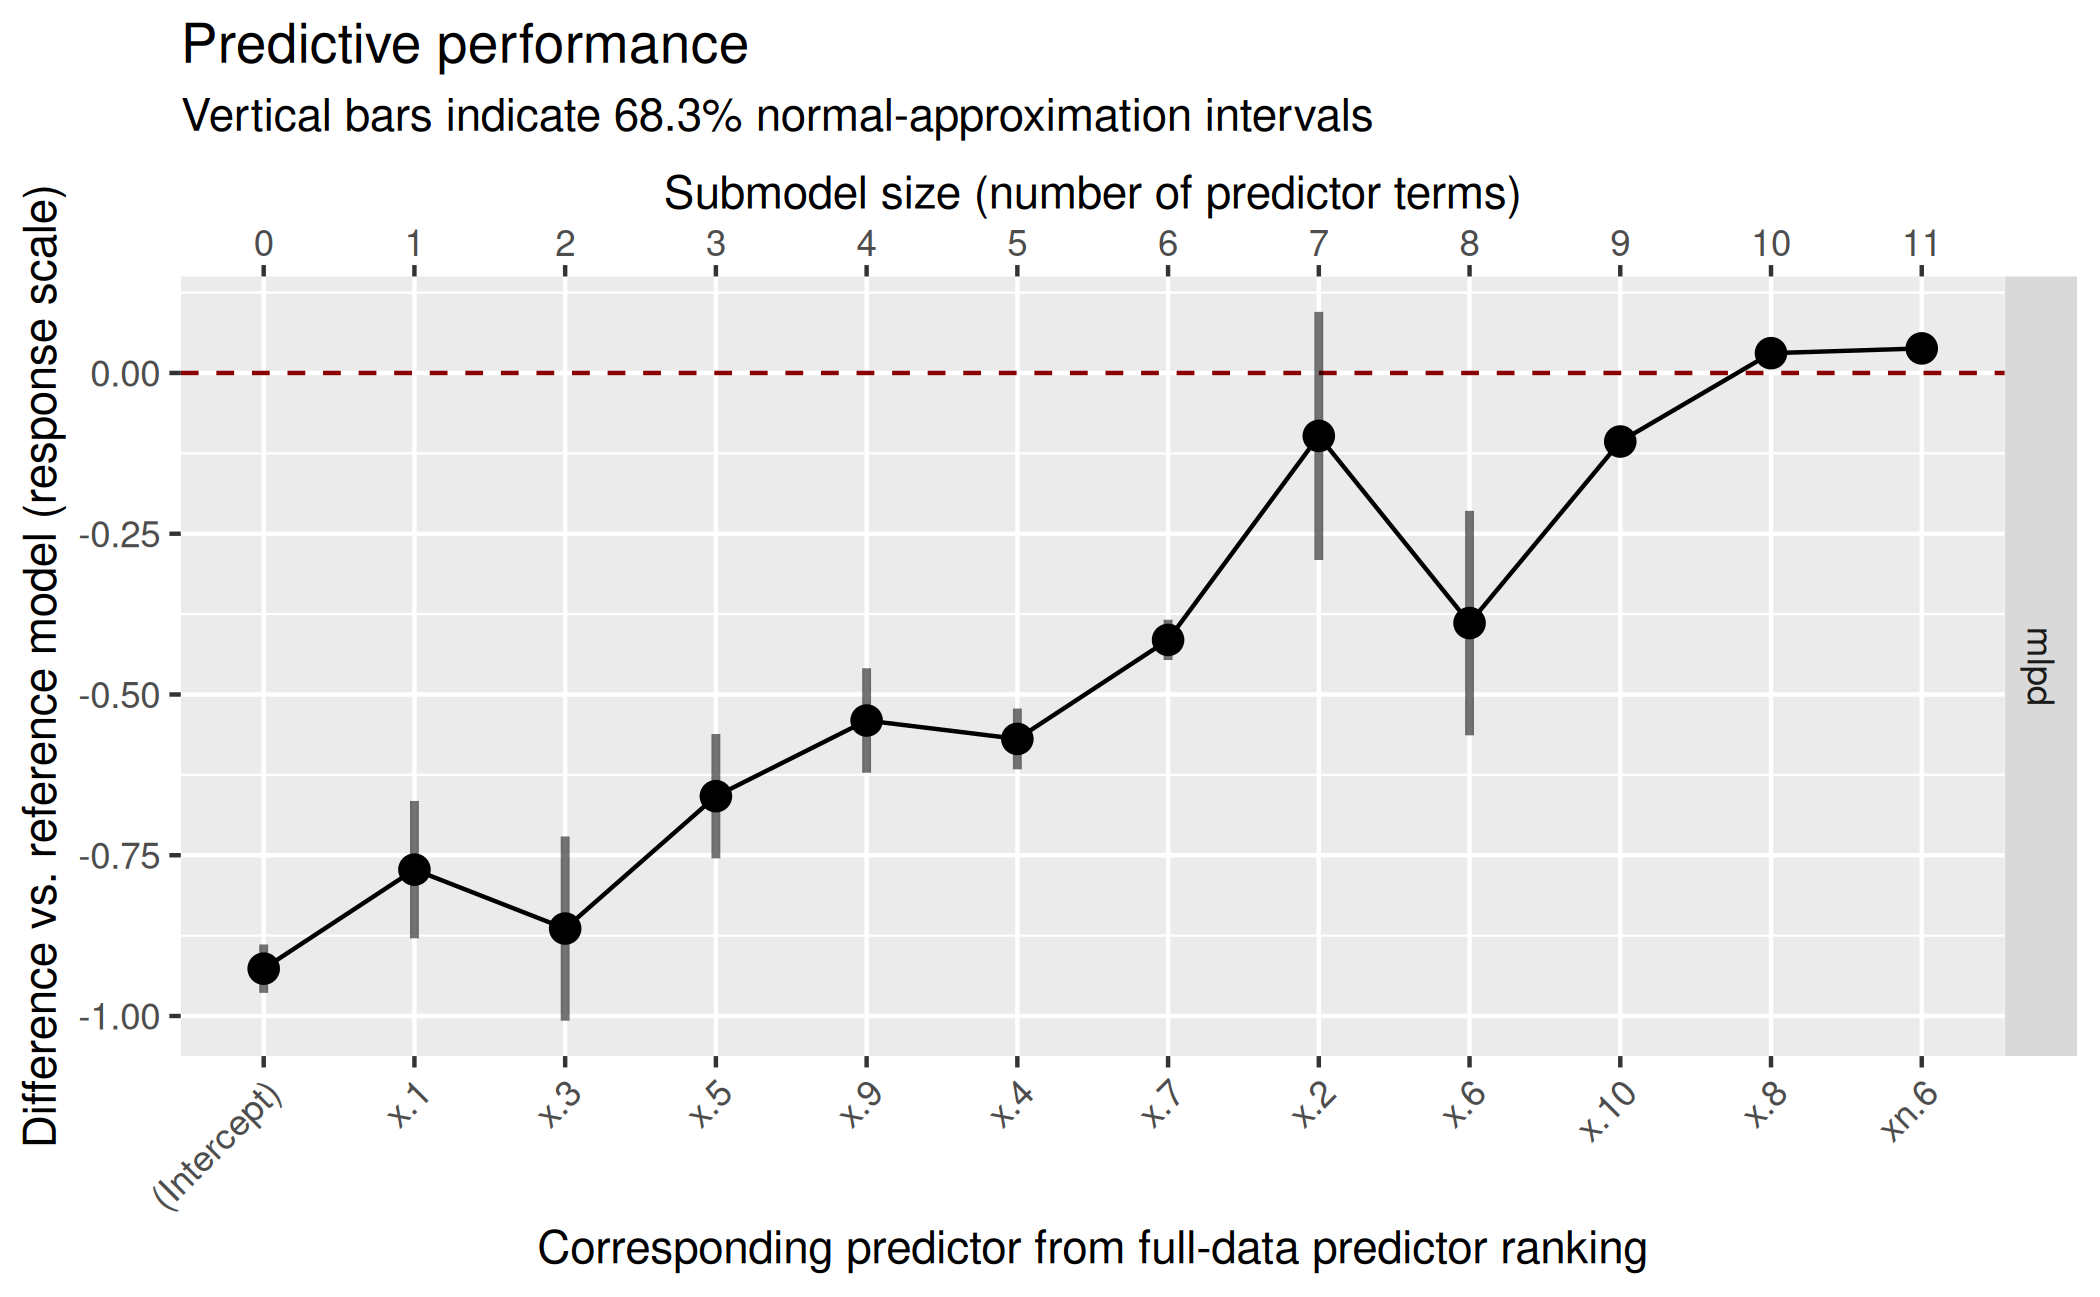 Predictive performance
Vertical bars indicate 68.3% normal-approximation intervals
Submodel size (number of predictor terms)
0 1 2 3 4 5 6 7 8 9 10 11
Difference vs. reference model (response scale)
0.00
-0.25
-0.50
-0.75
-1.00
mlpd
(Intercept) x.1 x.3 x.5 x.9 x.4 x.7 x.2 x.6 x.10 x.8 xn.6
Corresponding predictor from full-data predictor ranking